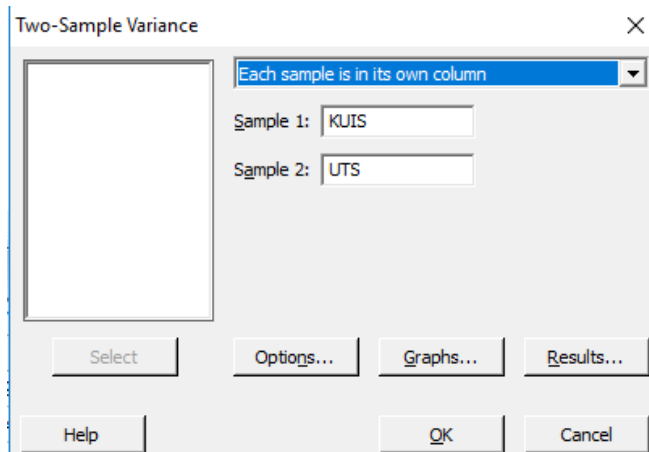 Two-Sample Variance
Each sample is in its own column
Sample 1: KUIS
Sample 2: UTS
Select
Options...
Graphs...
Results...
Help
OK
Cancel